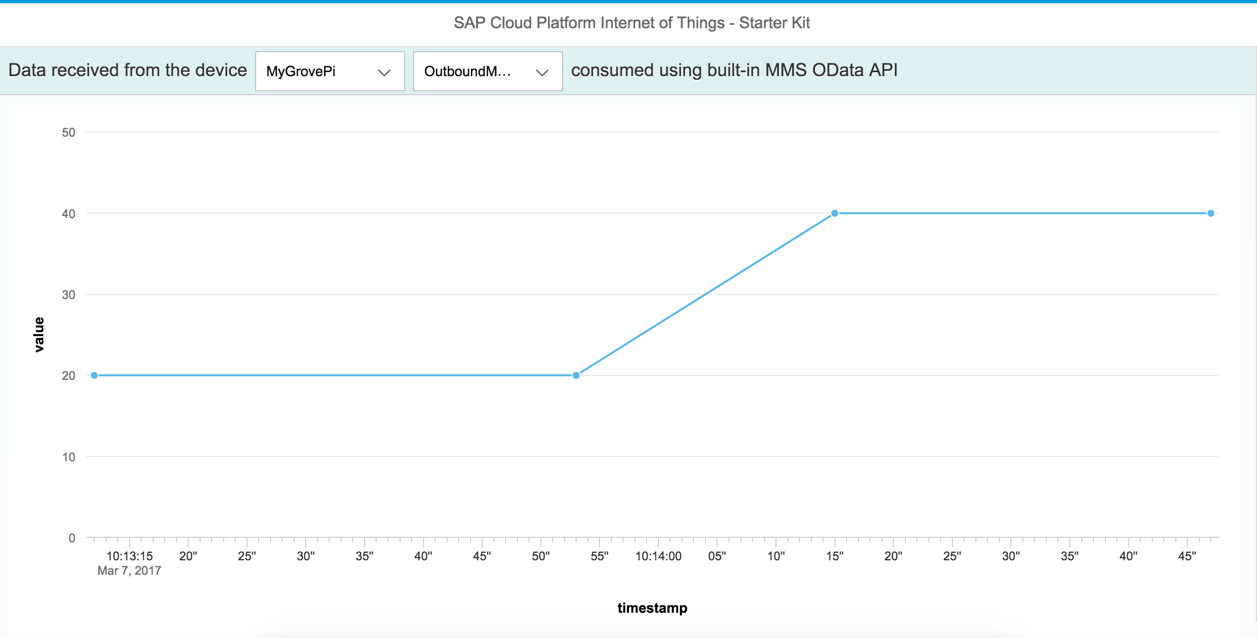 SAP Cloud Platform Internet of Things - Starter Kit
Data received from the device MyGrovePi OutboundM... consumed using built-in MMS OData API
50
40
30
20
10
0
value
10:13:15 20" 25" 30" 35" 40" 45" 50" 55" 10:14:00 05" 10" 15" 20" 25" 30" 35" 40" 45"
Mar 7, 2017
timestamp